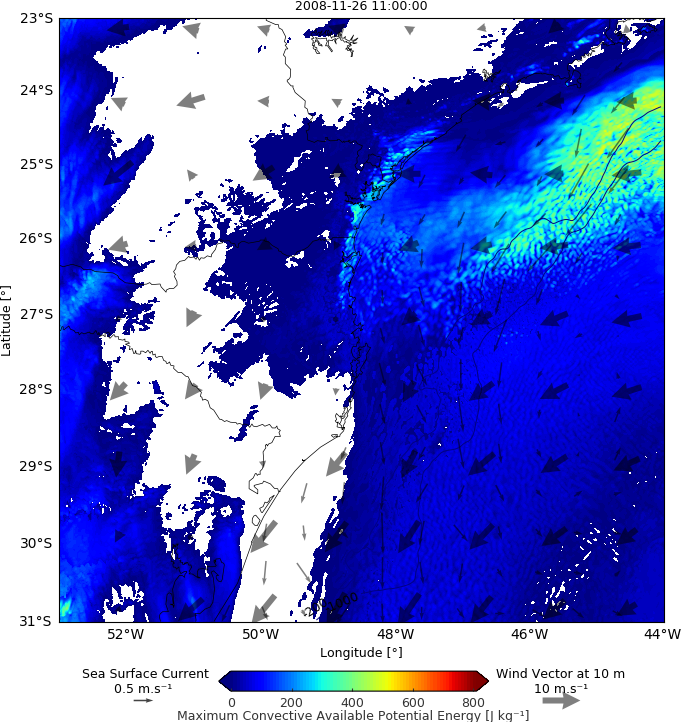 2008-11-26 11:00:00
23°S
24°S
25°S
26°S
27°S
28°S
29°S
30°S
31°S
Latitude [°]
52°W 50°W 48°W 46°W 44°W
Longitude [°]
Sea Surface Current
0.5 m.s⁻¹
Wind Vector at 10 m
10 m.s⁻¹
0 200 400 600 800
Maximum Convective Available Potential Energy [J kg⁻¹]